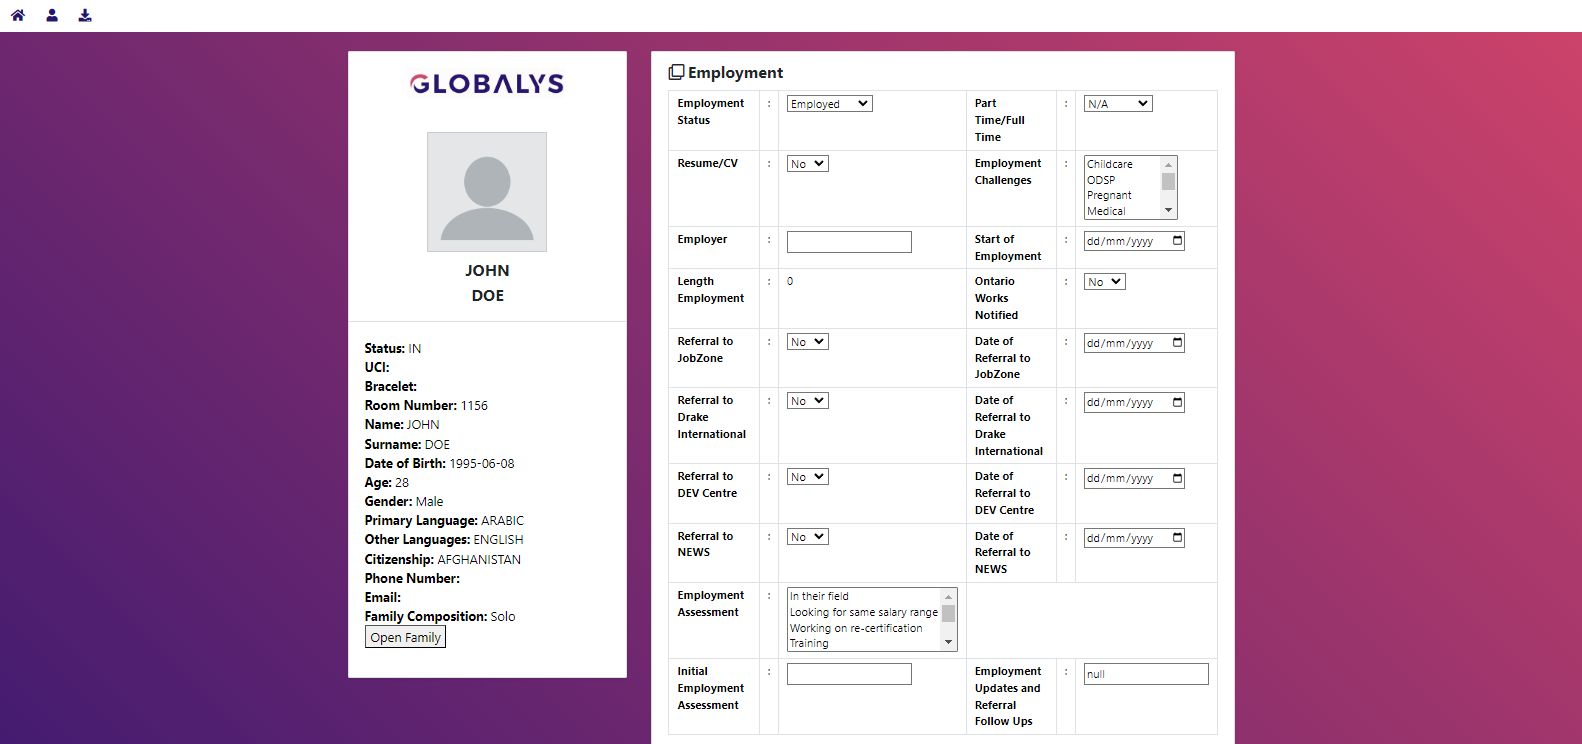 GLOBALYS
JOHN
DOE
Status: IN
UCI:
Bracelet:
Room Number: 1156
Name: JOHN
Surname: DOE
Date of Birth: 1995-06-08
Age: 28
Gender: Male
Primary Language: ARABIC
Other Languages: ENGLISH
Citizenship: AFGHANISTAN
Phone Number:
Email:
Family Composition: Solo
Open Family
Employment
Employment
Status
:
Employed
Part
Time/Full
Time
:
N/A
Resume/CV
:
No
Employment
Challenges
:
Childcare
ODSP
Pregnant
Medical
Employer
:
Start of
Employment
:
dd/mm/yyyy
Length
Employment
:
0
Ontario
Works
Notified
:
No
Referral to
JobZone
:
No
Date of
Referral to
JobZone
:
dd/mm/yyyy
Referral to
Drake
International
:
No
Date of
Referral to
Drake
International
:
dd/mm/yyyy
Referral to
DEV Centre
:
No
Date of
Referral to
DEV Centre
:
dd/mm/yyyy
Referral to
NEWS
:
No
Date of
Referral to
NEWS
:
dd/mm/yyyy
Employment
Assessment
:
In their field
Looking for same salary range
Working on re-certification
Training
Initial
Employment
Assessment
:
Employment
Updates and
Referral
Follow Ups
:
null